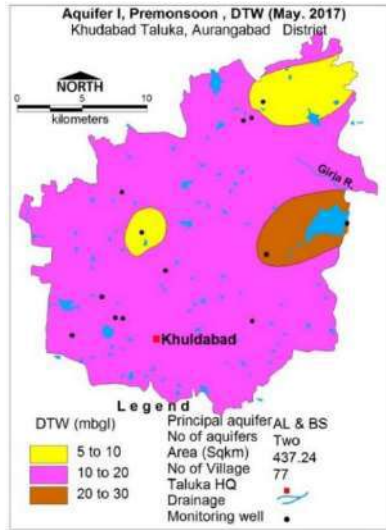 Aquifer I, Premonsoon , DTW (May. 2017)
Khudabad Taluka, Aurangabad District
NORTH
0 5 10
kilometers
Girja R.
Khuldabad
Legend
DTW (mbgl)
5 to 10
10 to 20
20 to 30
Principal aquifer AL & BS
No of aquifers Two
Area (Sqkm) 437.24
No of Village 77
Taluka HQ
Drainage
Monitoring well